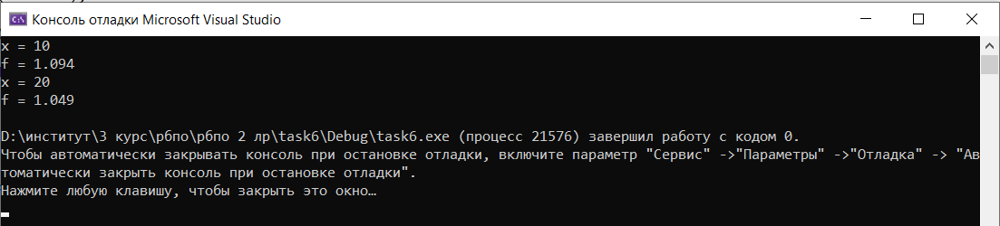 Консоль отладки Microsoft Visual Studio
x = 10
f = 1.094
x = 20
f = 1.049
D:\институт\3 курс\рбпо\рбпо 2 лр\task6\Debug\task6.exe (процесс 21576) завершил работу с кодом 0.
Чтобы автоматически закрывать консоль при остановке отладки, включите параметр "Сервис" ->"Параметры" ->"Отладка" -> "Ав
томатически закрыть консоль при остановке отладки".
Нажмите любую клавишу, чтобы закрыть это окно…